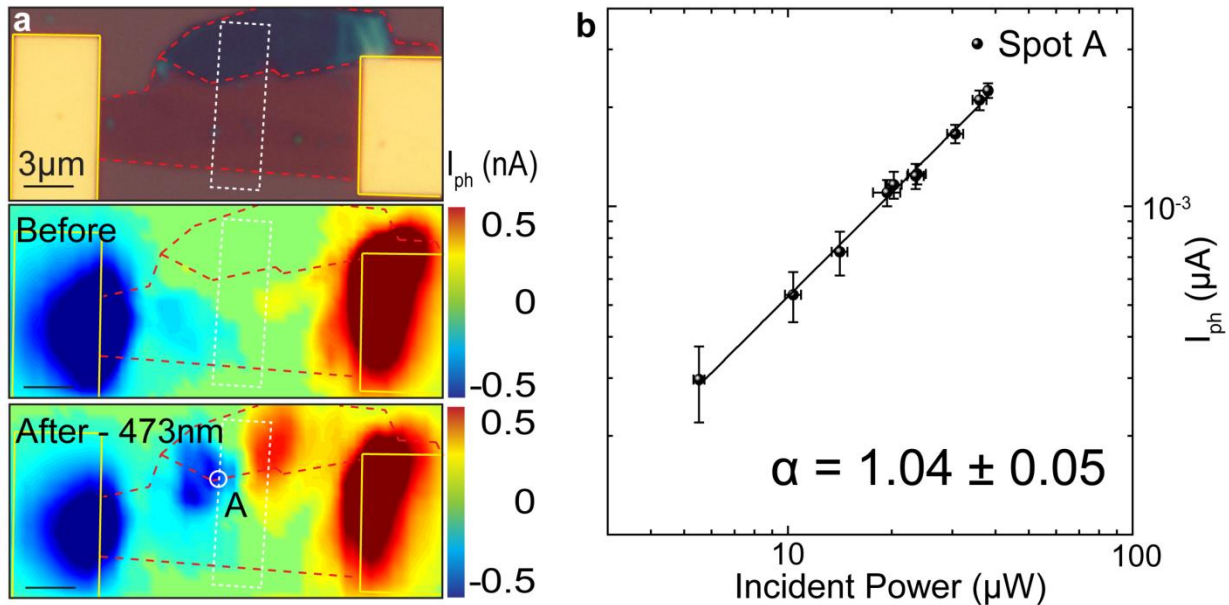 a
3μm
I_ph (nA)
Before
0.5
0
-0.5
After - 473nm
A
0.5
0
-0.5
b
Spot A
10^-3
I_ph (μA)
α = 1.04 ± 0.05
10
100
Incident Power (μW)